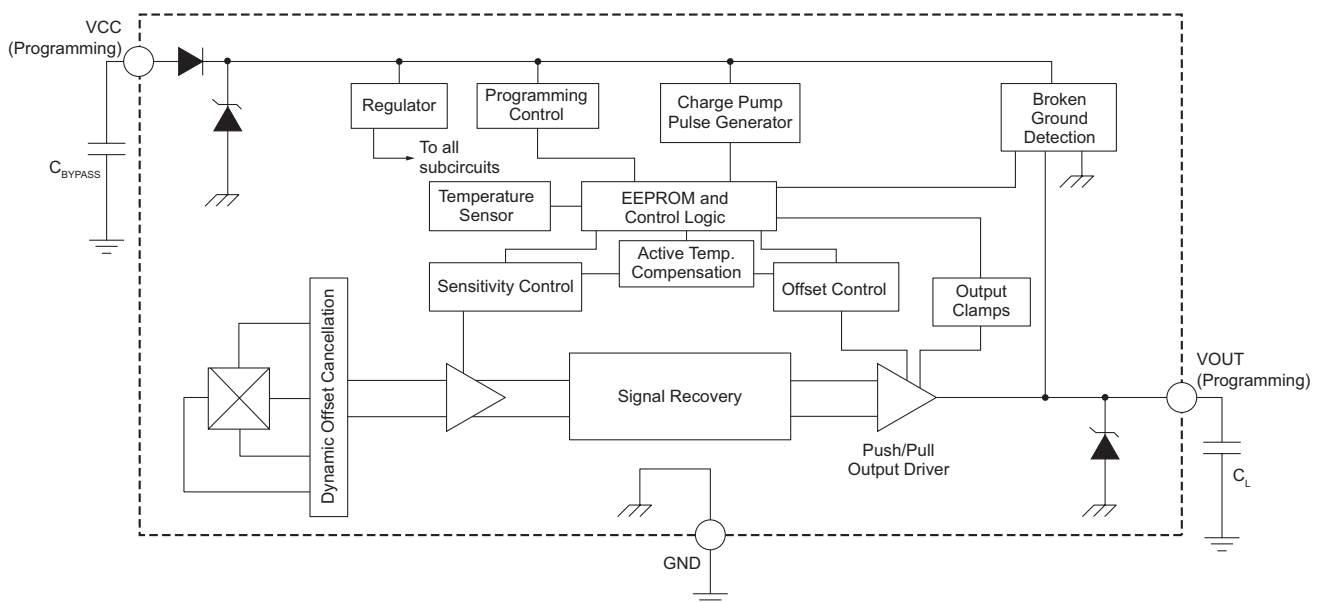 VCC
(Programming)
C_BYPASS
Regulator
Programming
Control
Charge Pump
Pulse Generator
Broken
Ground
Detection
To all
subcircuits
Temperature
Sensor
EEPROM and
Control Logic
Active Temp.
Compensation
Sensitivity Control
Offset Control
Output
Clamps
Dynamic Offset Cancellation
Signal Recovery
Push/Pull
Output Driver
VOUT
(Programming)
C_L
GND